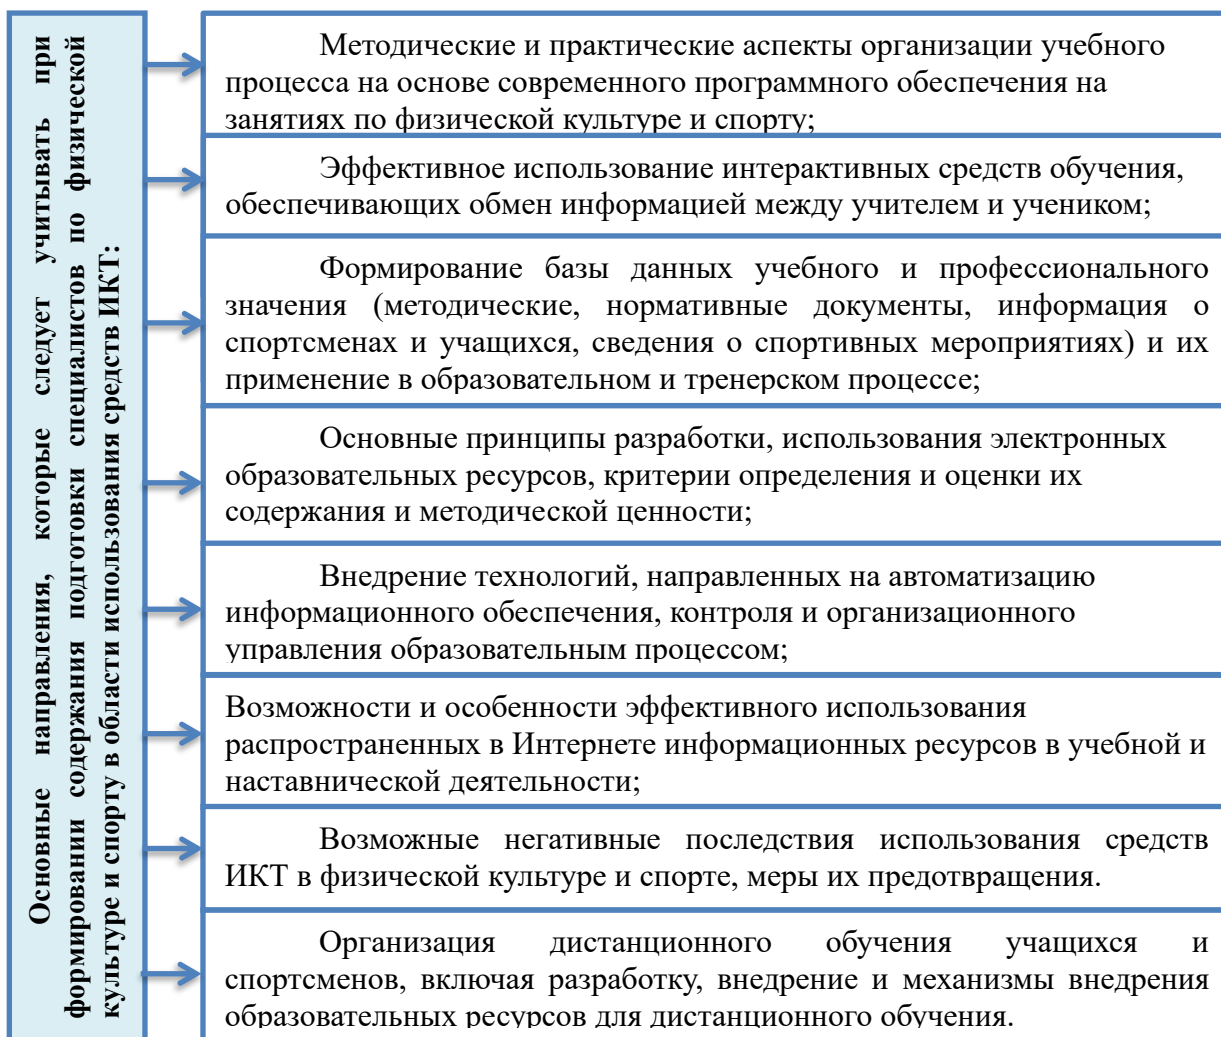 Основные направления, которые следует учитывать при
формировании содержания подготовки специалистов по физической
культуре и спорту в области использования средств ИКТ:
Методические и практические аспекты организации учебного
процесса на основе современного программного обеспечения на
занятиях по физической культуре и спорту;
Эффективное использование интерактивных средств обучения,
обеспечивающих обмен информацией между учителем и учеником;
Формирование базы данных учебного и профессионального
значения (методические, нормативные документы, информация о
спортсменах и учащихся, сведения о спортивных мероприятиях) и их
применение в образовательном и тренерском процессе;
Основные принципы разработки, использования электронных
образовательных ресурсов, критерии определения и оценки их
содержания и методической ценности;
Внедрение технологий, направленных на автоматизацию
информационного обеспечения, контроля и организационного
управления образовательным процессом;
Возможности и особенности эффективного использования
распространенных в Интернете информационных ресурсов в учебной и
наставнической деятельности;
Возможные негативные последствия использования средств
ИКТ в физической культуре и спорте, меры их предотвращения.
Организация дистанционного обучения учащихся и
спортсменов, включая разработку, внедрение и механизмы внедрения
образовательных ресурсов для дистанционного обучения.